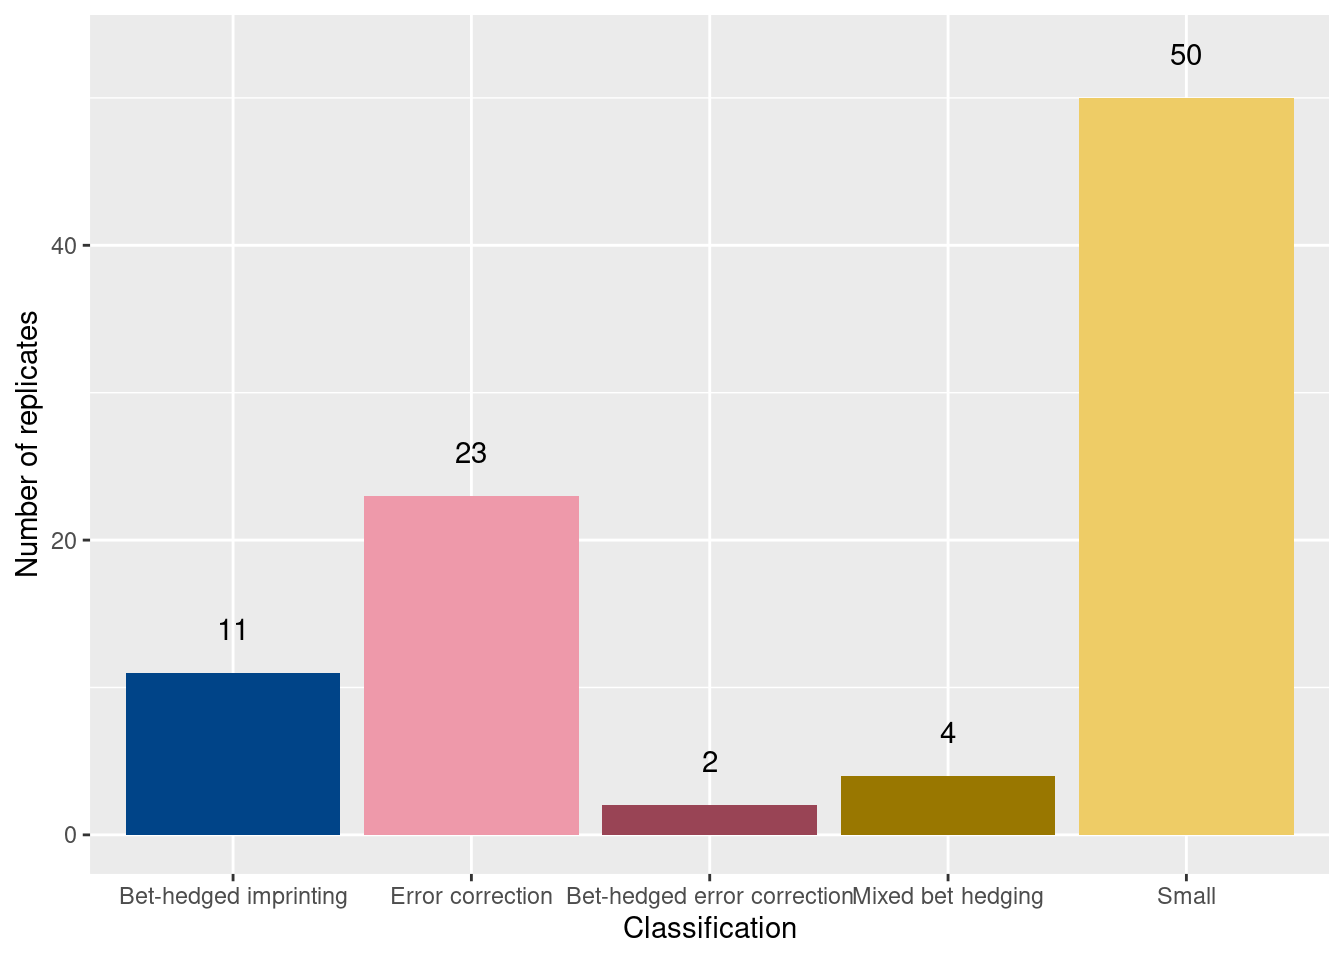 50
40
23
20
11
4
2
0
Number of replicates
Bet-hedged imprinting
Error correction
Bet-hedged error correction
Mixed bet hedging
Small
Classification